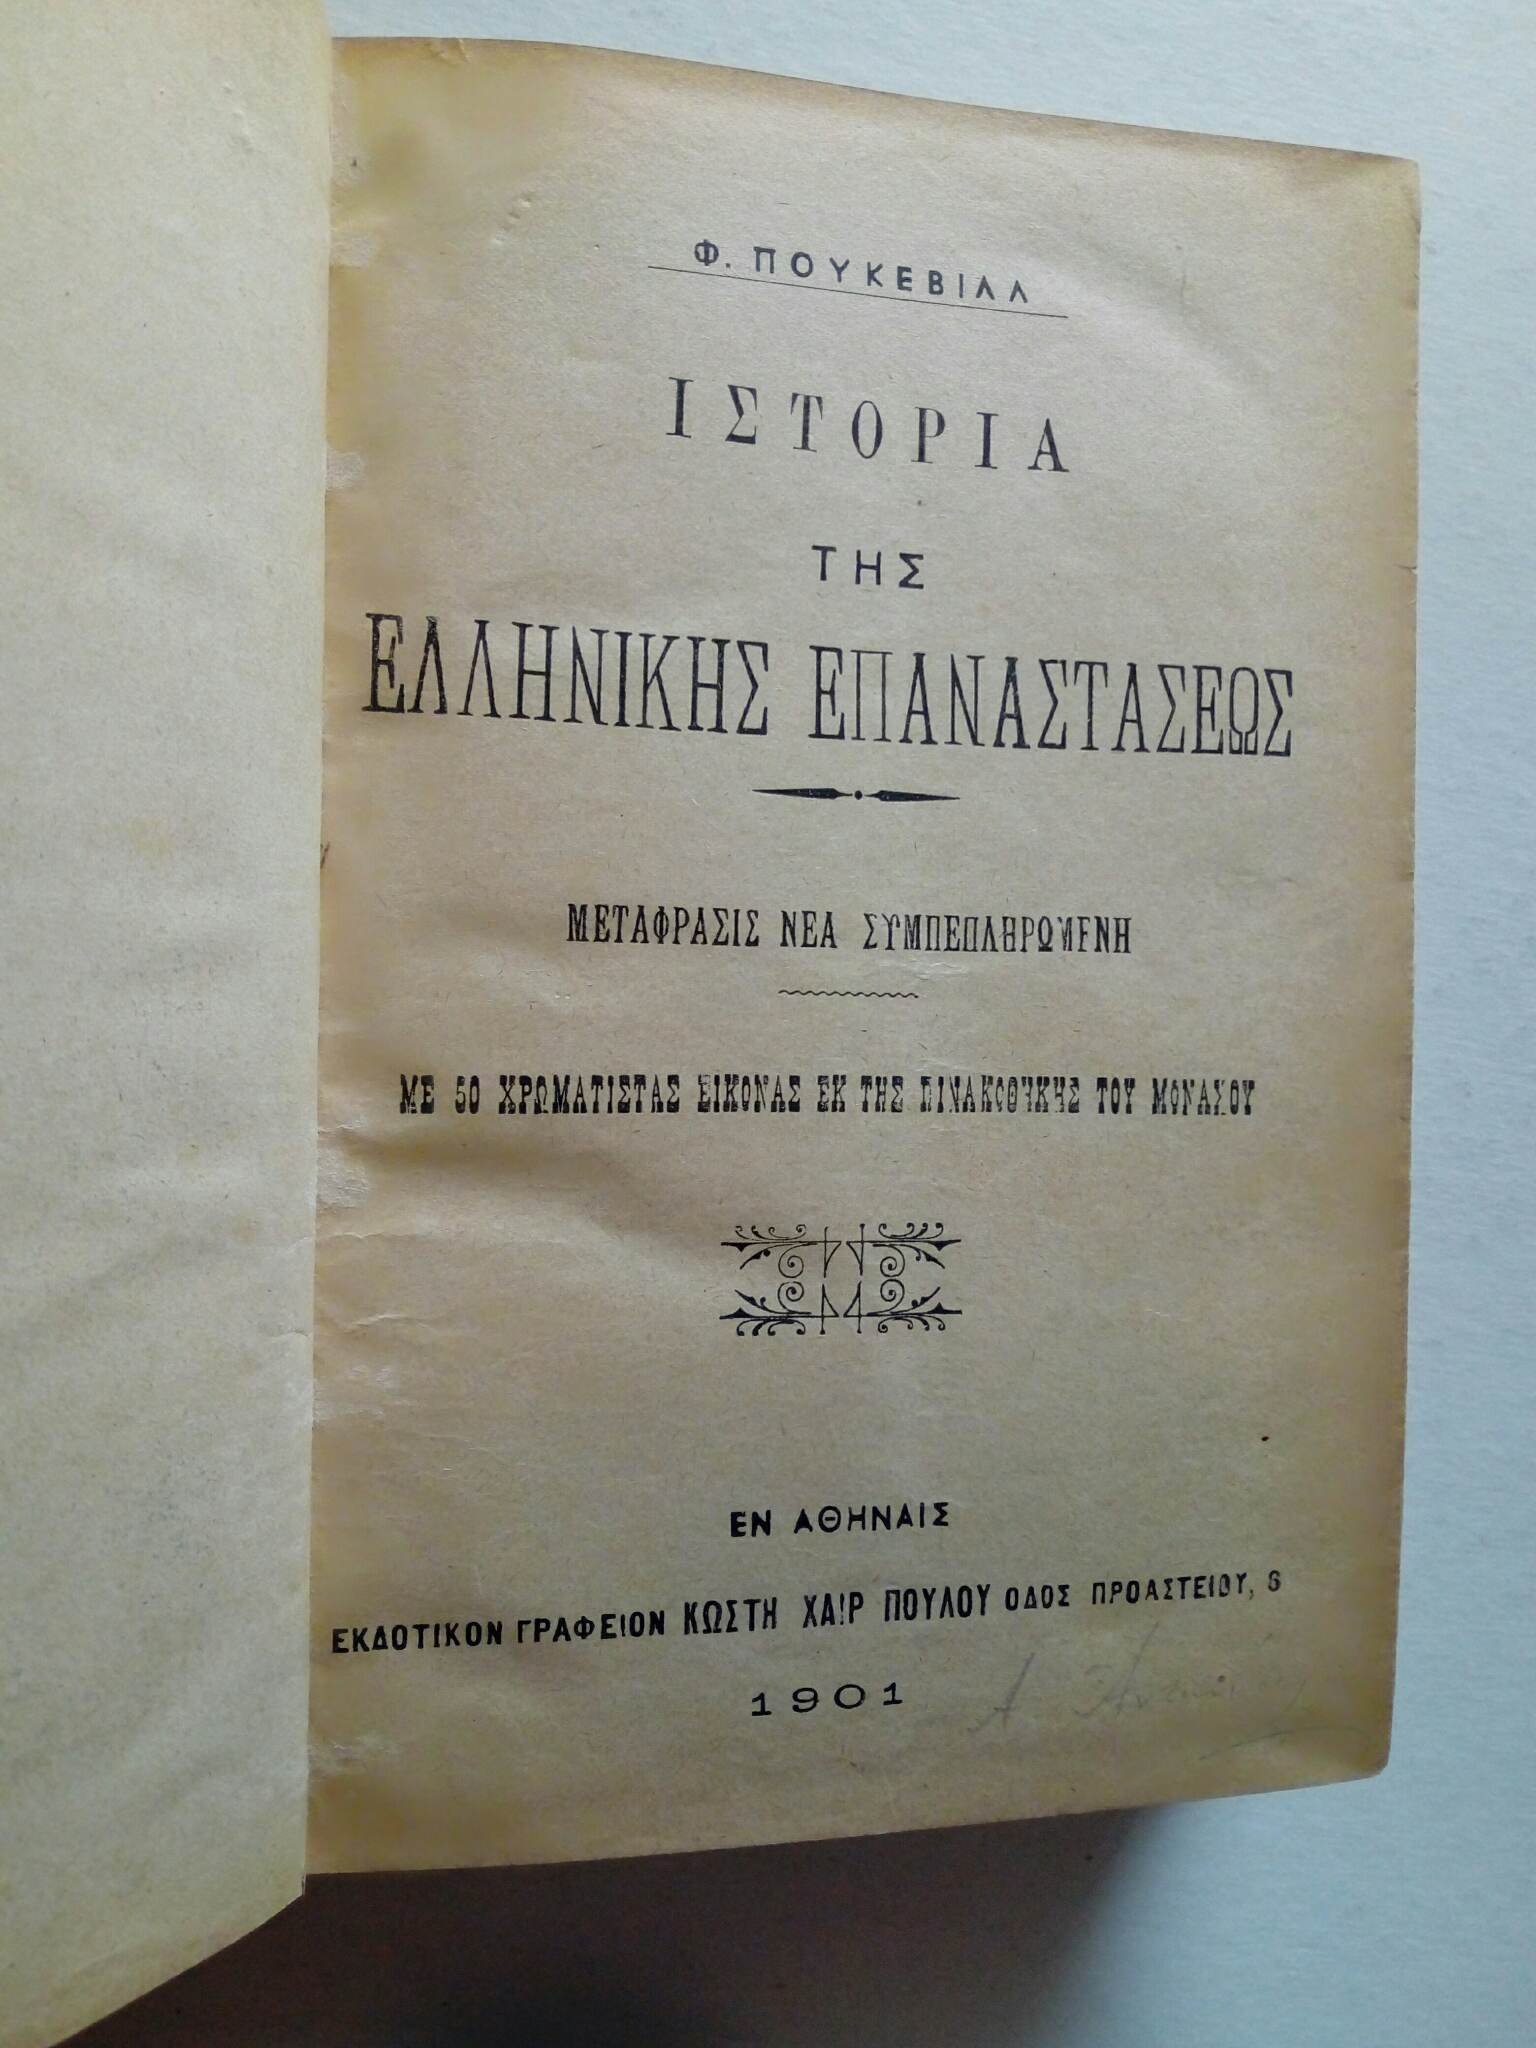 Φ. ΠΟΥΚΕΒΙΛΛ
ΙΣΤΟΡΙΑ
ΤΗΣ
ΕΛΛΗΝΙΚΗΣ ΕΠΑΝΑΣΤΑΣΕΩΣ
ΜΕΤΑΦΡΑΣΙΣ ΝΕΑ ΣΥΜΠΕΠΛΗΡΩΜΕΝΗ
ΜΕ 50 ΧΡΩΜΑΤΙΣΤΑΣ ΕΙΚΟΝΑΣ ΕΚ ΤΗΣ ΠΙΝΑΚΟΘΗΚΗΣ ΤΟΥ ΜΟΝΑΧΟΥ
ΕΝ ΑΘΗΝΑΙΣ
ΕΚΔΟΤΙΚΟΝ ΓΡΑΦΕΙΟΝ ΚΩΣΤΗ ΧΑΙΡ ΠΟΥΛΟΥ ΟΔΟΣ ΠΡΟΑΣΤΕΙΟΥ, 6
1901